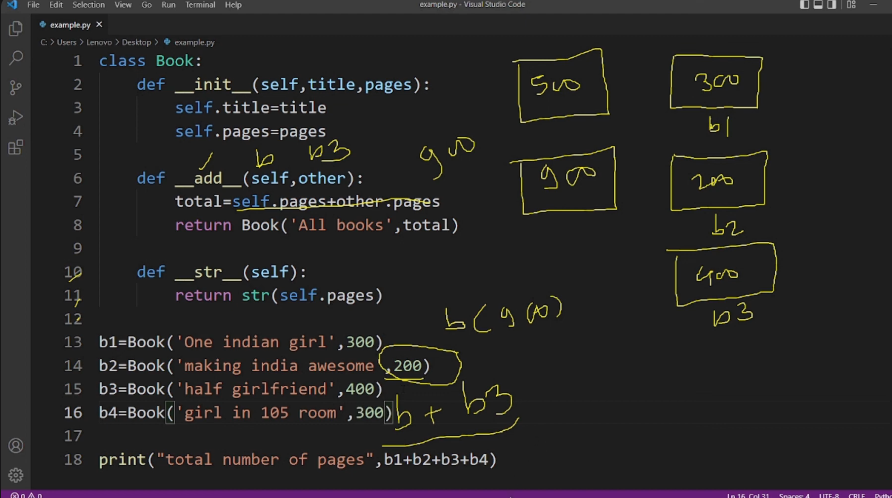 File Edit Selection View Go Run Terminal Help
example.py - Visual Studio Code
example.py
C: > Users > Lenovo > Desktop > example.py
1 class Book:
2 def __init__(self,title,pages):
3 self.title=title
4 self.pages=pages
5
6 def __add__(self,other):
7 total=self.pages+other.pages
8 return Book('All books',total)
9
10 def __str__(self):
11 return str(self.pages)
12
13 b1=Book('One indian girl',300)
14 b2=Book('making india awesome ,200)
15 b3=Book('half girlfriend',400)
16 b4=Book('girl in 105 room',300)
17
18 print("total number of pages",b1+b2+b3+b4)
500
300
b1
b
b3
900
900
200
b2
400
b3
b(900)
b + b3
0 0
Ln 16, Col 31 Spaces: 4 UTF-8 CRLF